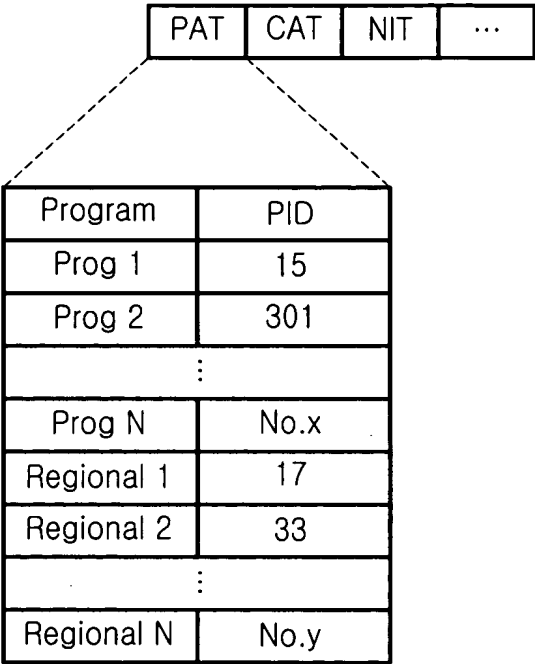 PAT CAT NIT ...
Program PID
Prog 1 15
Prog 2 301
⋮
Prog N No.x
Regional 1 17
Regional 2 33
⋮
Regional N No.y